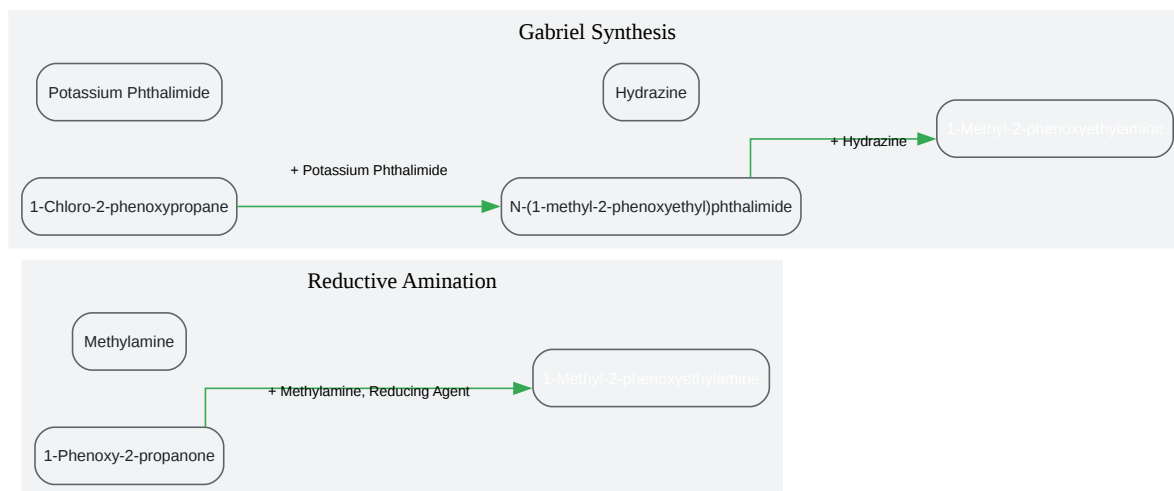 Gabriel Synthesis
Potassium Phthalimide
Hydrazine
1-Methyl-2-phenoxyethylamine
+ Hydrazine
+ Potassium Phthalimide
1-Chloro-2-phenoxypropane
N-(1-methyl-2-phenoxyethyl)phthalimide
Reductive Amination
Methylamine
1-Methyl-2-phenoxyethylamine
+ Methylamine, Reducing Agent
1-Phenoxy-2-propanone